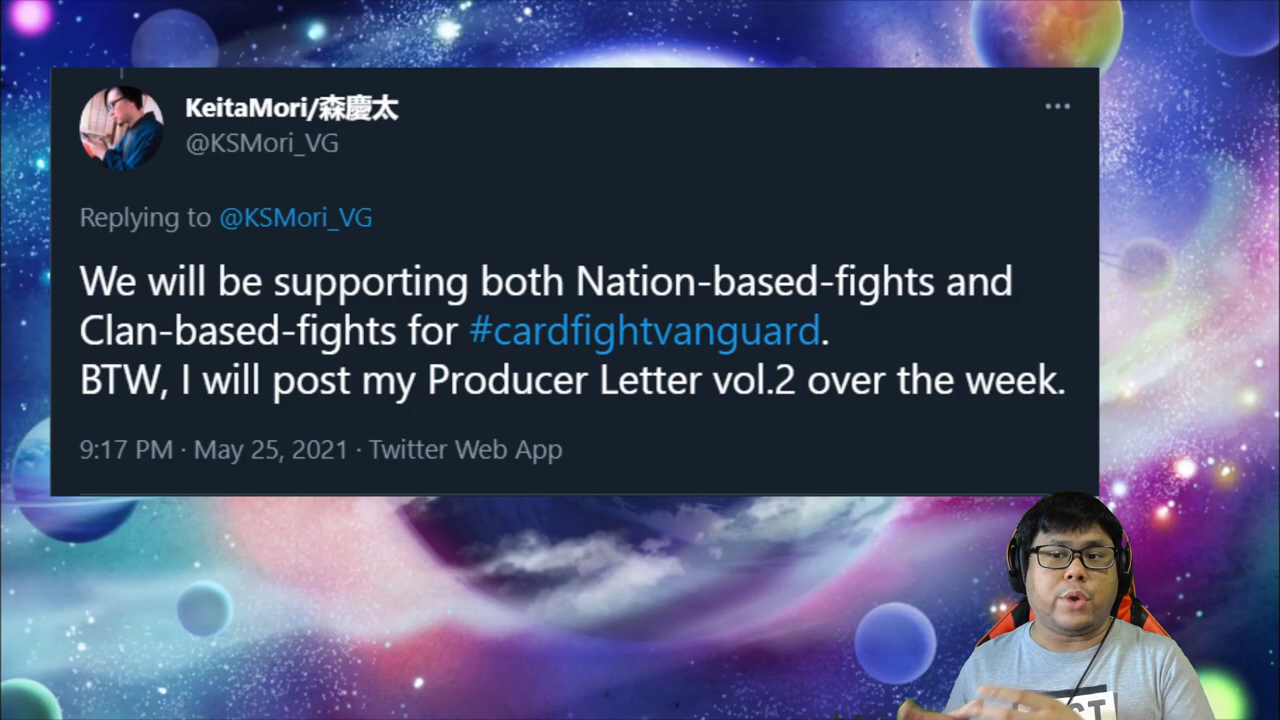 KeitaMori/森慶太
@KSMori_VG
Replying to @KSMori_VG
We will be supporting both Nation-based-fights and
Clan-based-fights for #cardfightvanguard.
BTW, I will post my Producer Letter vol.2 over the week.
9:17 PM · May 25, 2021 · Twitter Web App